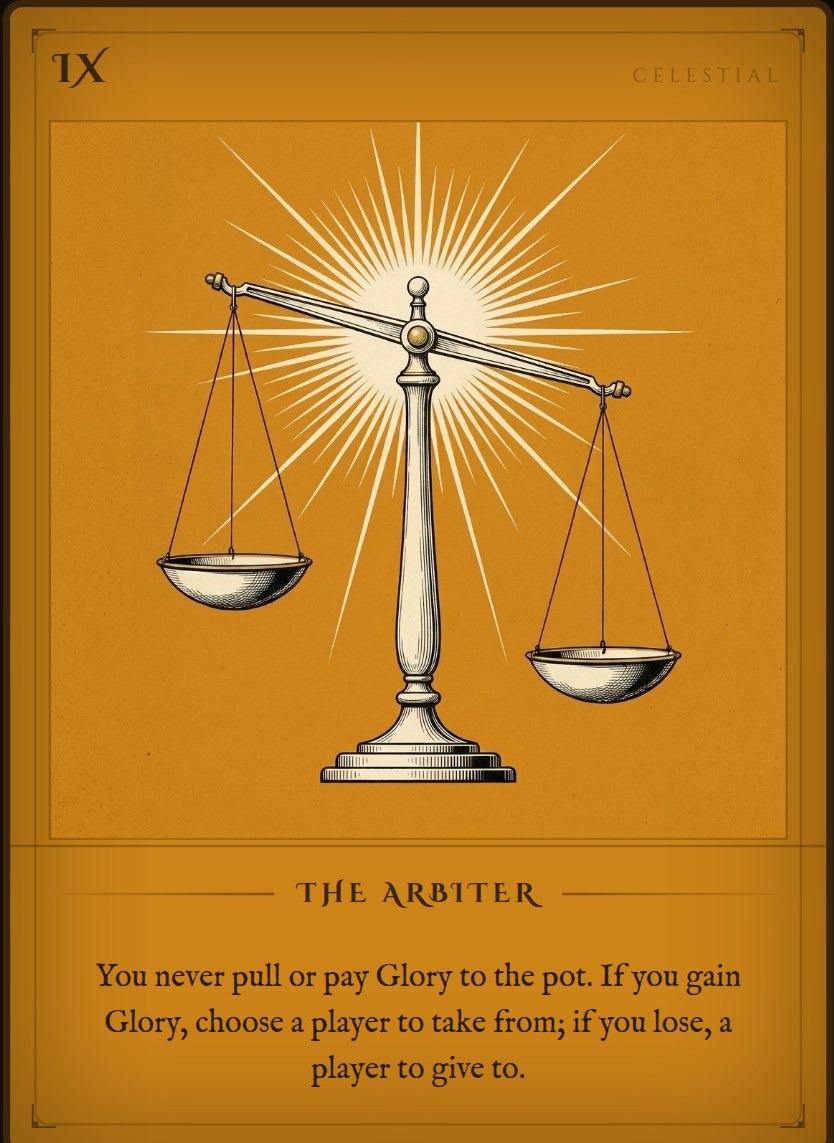 IX
CELESTIAL
THE ARBITER
You never pull or pay Glory to the pot. If you gain
Glory, choose a player to take from; if you lose, a
player to give to.